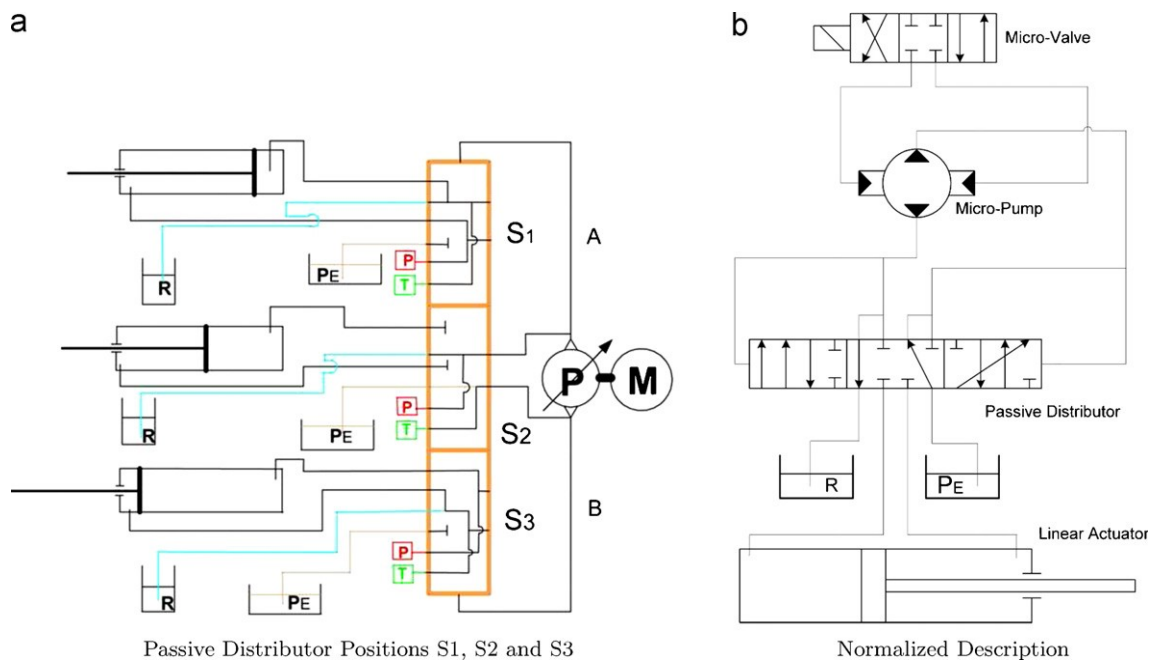 a
b
Micro-Valve
Micro-Pump
Passive Distributor
R
PE
Linear Actuator
S1
A
R
PE
P
T
P
M
R
PE
P
T
S2
S3
B
P
T
R
PE
Passive Distributor Positions S1, S2 and S3
Normalized Description